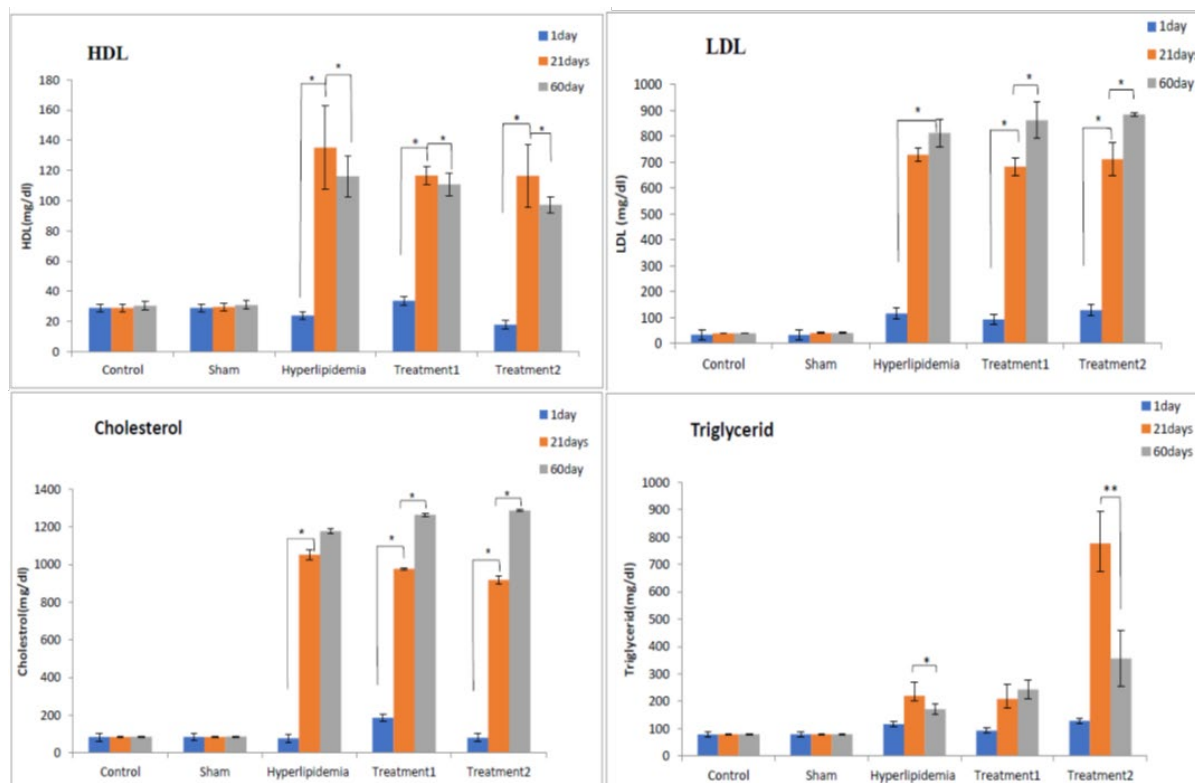 HDL
1day
21days
60day
HDL(mg/dl)
180
160
140
120
100
80
60
40
20
0
* * * * * *
Control Sham Hyperlipidemia Treatment1 Treatment2
LDL
1day
21days
60day
LDL (mg/dl)
1000
900
800
700
600
500
400
300
200
100
0
* * * * *
Control Sham Hyperlipidemia Treatment1 Treatment2
Cholesterol
1day
21days
60day
Cholestrol(mg/dl)
1400
1200
1000
800
600
400
200
0
* * * * *
Control Sham Hyperlipidemia Treatment1 Treatment2
Triglycerid
1day
21days
60days
Triglycerid(mg/dl)
1000
900
800
700
600
500
400
300
200
100
0
* **
Control Sham Hyperlipidemia Treatment1 Treatment2